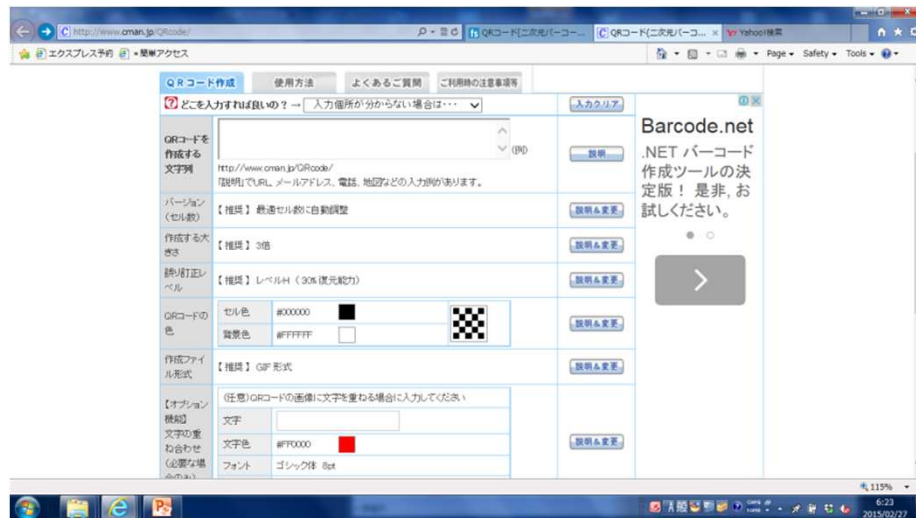 http://www.cman.jp/QRcode/
QRコード[二次元バーコー...
QRコード[二次元バーコ...
Yahoo!検索
エクスプレス予約
簡単アクセス
Page
Safety
Tools
QRコード作成
使用方法
よくあるご質問
ご利用時の注意事項等
どこを入力すれば良いの？→ 入力個所が分からない場合は・・・
入力クリア
QRコードを
作成する
文字列
(例)
説明
http://www.cman.jp/QRcode/
「説明」でURL、メールアドレス、電話、地図などの入力例があります。
バージョン
（セル数）
【推奨】最適セル数に自動調整
説明&変更
作成する大
きさ
【推奨】3倍
説明&変更
誤り訂正レ
ベル
【推奨】レベルH（30%復元能力）
説明&変更
QRコードの
色
セル色 #000000
背景色 #FFFFFF
説明&変更
作成ファイ
ル形式
【推奨】GIF形式
説明&変更
【オプション
機能】
文字の重
ね合わせ
（必要な場
合のみ）
(任意)QRコードの画像に文字を重ねる場合に入力してください
文字
文字色 #FF0000
フォント ゴシック体 8pt
説明&変更
Barcode.net
.NET バーコード
作成ツールの決
定版！ 是非, お
試しください。
115%
6:23
2015/02/27